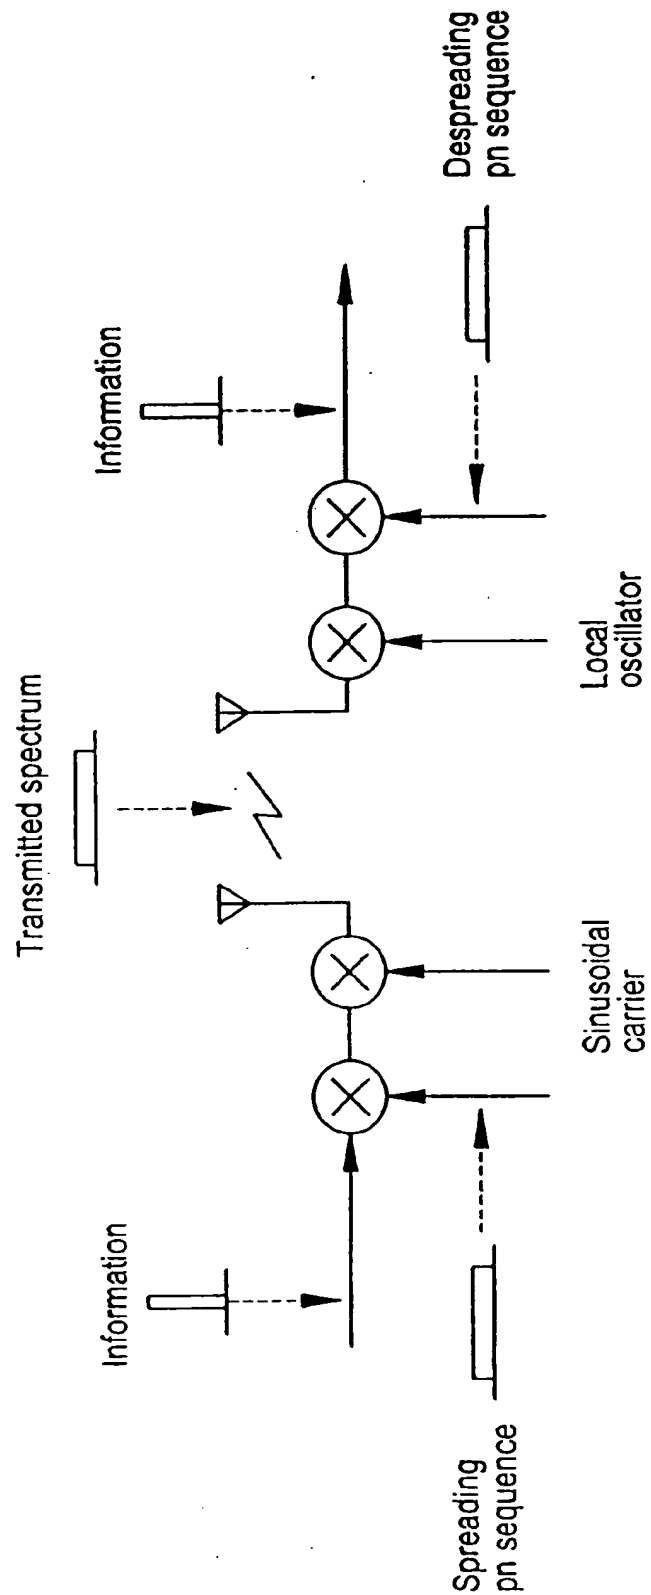 Transmitted spectrum
Information
Information
Spreading
pn sequence
Sinusoidal
carrier
Local
oscillator
Despreading
pn sequence